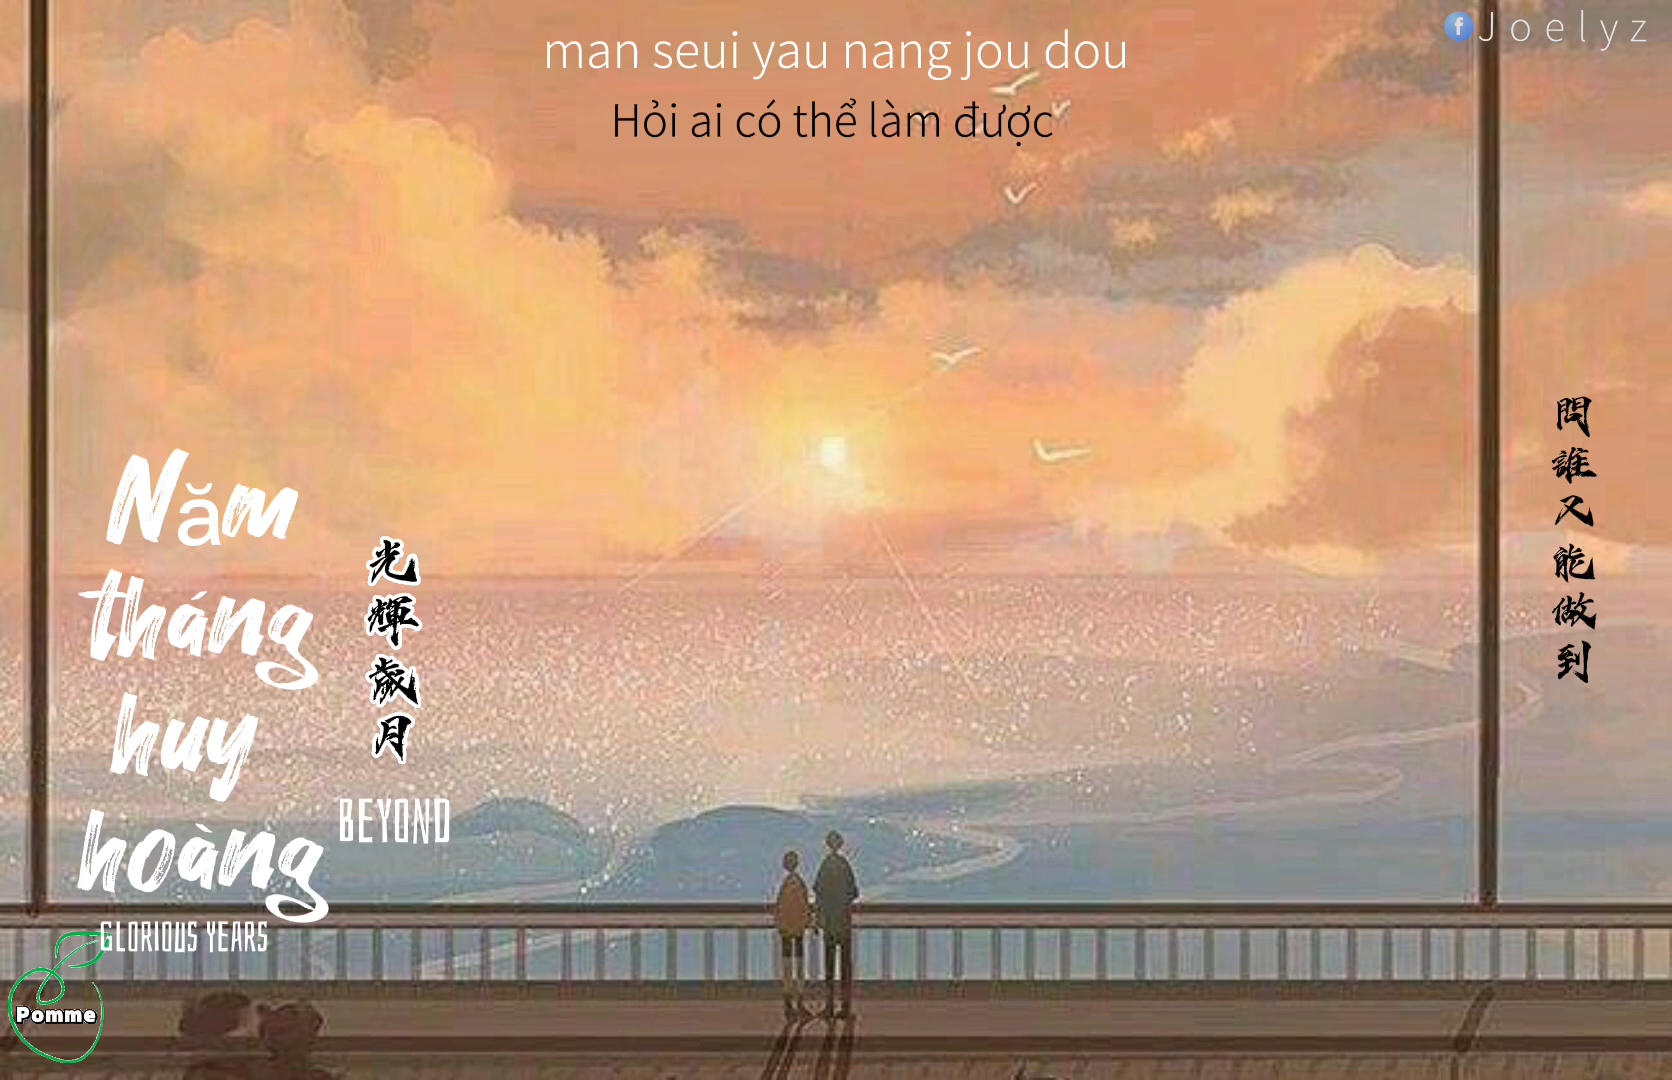 Joelyz
man seui yau nang jou dou
Hỏi ai có thể làm được
問誰又能做到
Năm
tháng
huy
hoàng
光輝歲月
BEYOND
GLORIOUS YEARS
Pomme